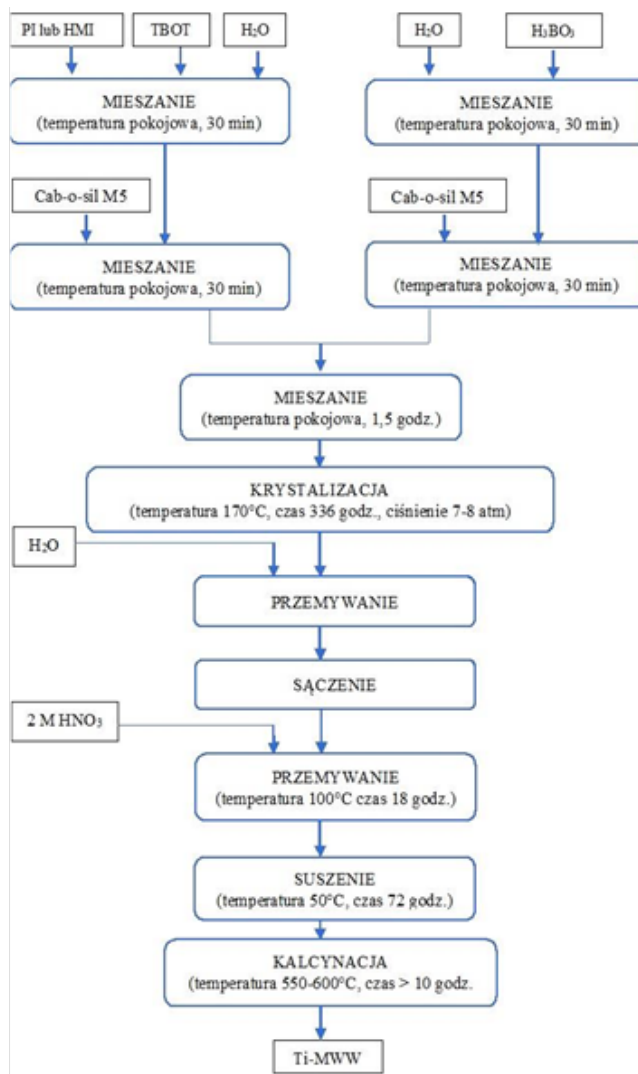 PI lub HMI
TBOT
H₂O
H₂O
H₃BO₃
MIESZANIE
(temperatura pokojowa, 30 min)
MIESZANIE
(temperatura pokojowa, 30 min)
Cab-o-sil M5
Cab-o-sil M5
MIESZANIE
(temperatura pokojowa, 30 min)
MIESZANIE
(temperatura pokojowa, 30 min)
MIESZANIE
(temperatura pokojowa, 1,5 godz.)
KRYSTALIZACJA
(temperatura 170°C, czas 336 godz., ciśnienie 7-8 atm)
H₂O
PRZEMYWANIE
SĄCZENIE
2 M HNO₃
PRZEMYWANIE
(temperatura 100°C czas 18 godz.)
SUSZENIE
(temperatura 50°C, czas 72 godz.)
KALCYNACJA
(temperatura 550-600°C, czas > 10 godz.
Ti-MWW